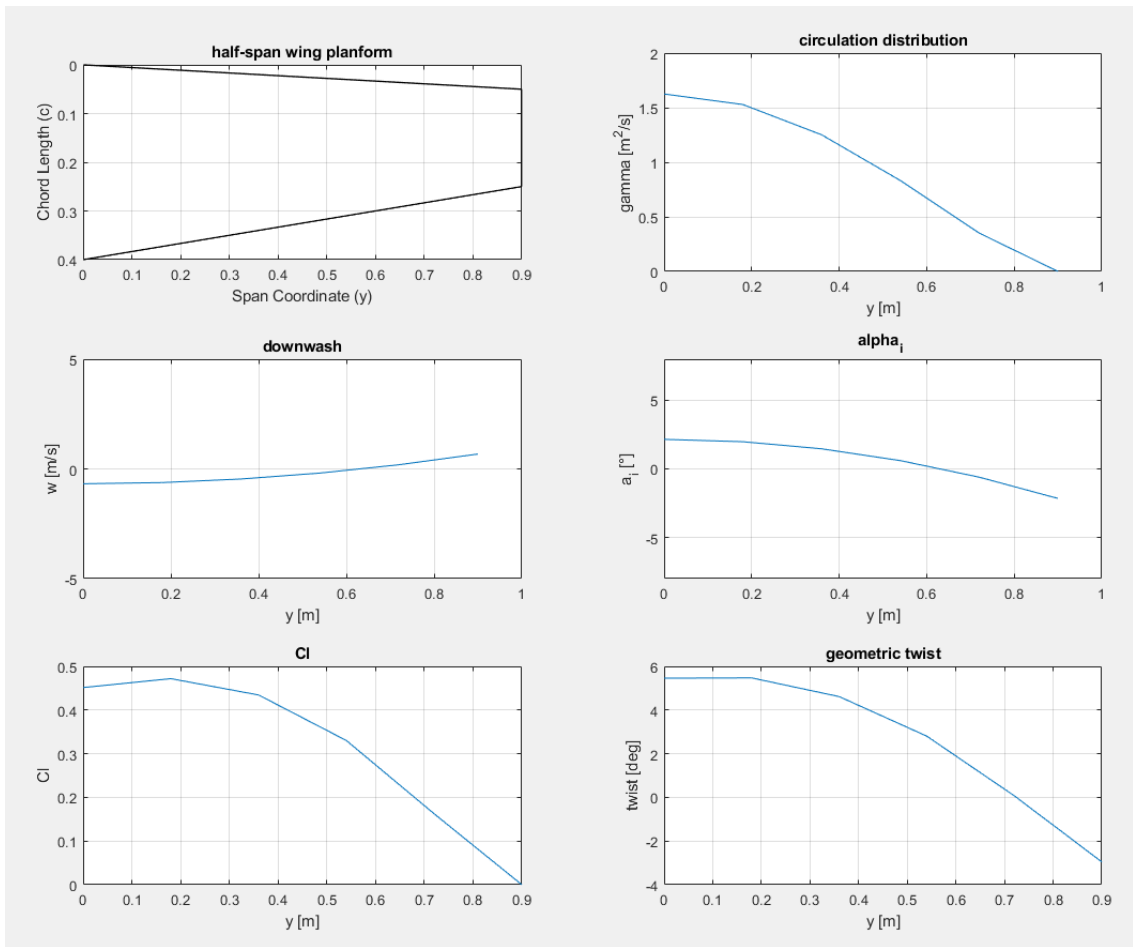 half-span wing planform
Chord Length (c)
0
0.1
0.2
0.3
0.4
0 0.1 0.2 0.3 0.4 0.5 0.6 0.7 0.8 0.9
Span Coordinate (y)
circulation distribution
gamma [m²/s]
2
1.5
1
0.5
0
0 0.2 0.4 0.6 0.8 1
y [m]
downwash
w [m/s]
5
0
-5
0 0.2 0.4 0.6 0.8 1
y [m]
alpha_i
a_i [°]
5
0
-5
0 0.2 0.4 0.6 0.8 1
y [m]
Cl
Cl
0.5
0.4
0.3
0.2
0.1
0
0 0.1 0.2 0.3 0.4 0.5 0.6 0.7 0.8 0.9
y [m]
geometric twist
twist [deg]
6
4
2
0
-2
-4
0 0.1 0.2 0.3 0.4 0.5 0.6 0.7 0.8 0.9
y [m]